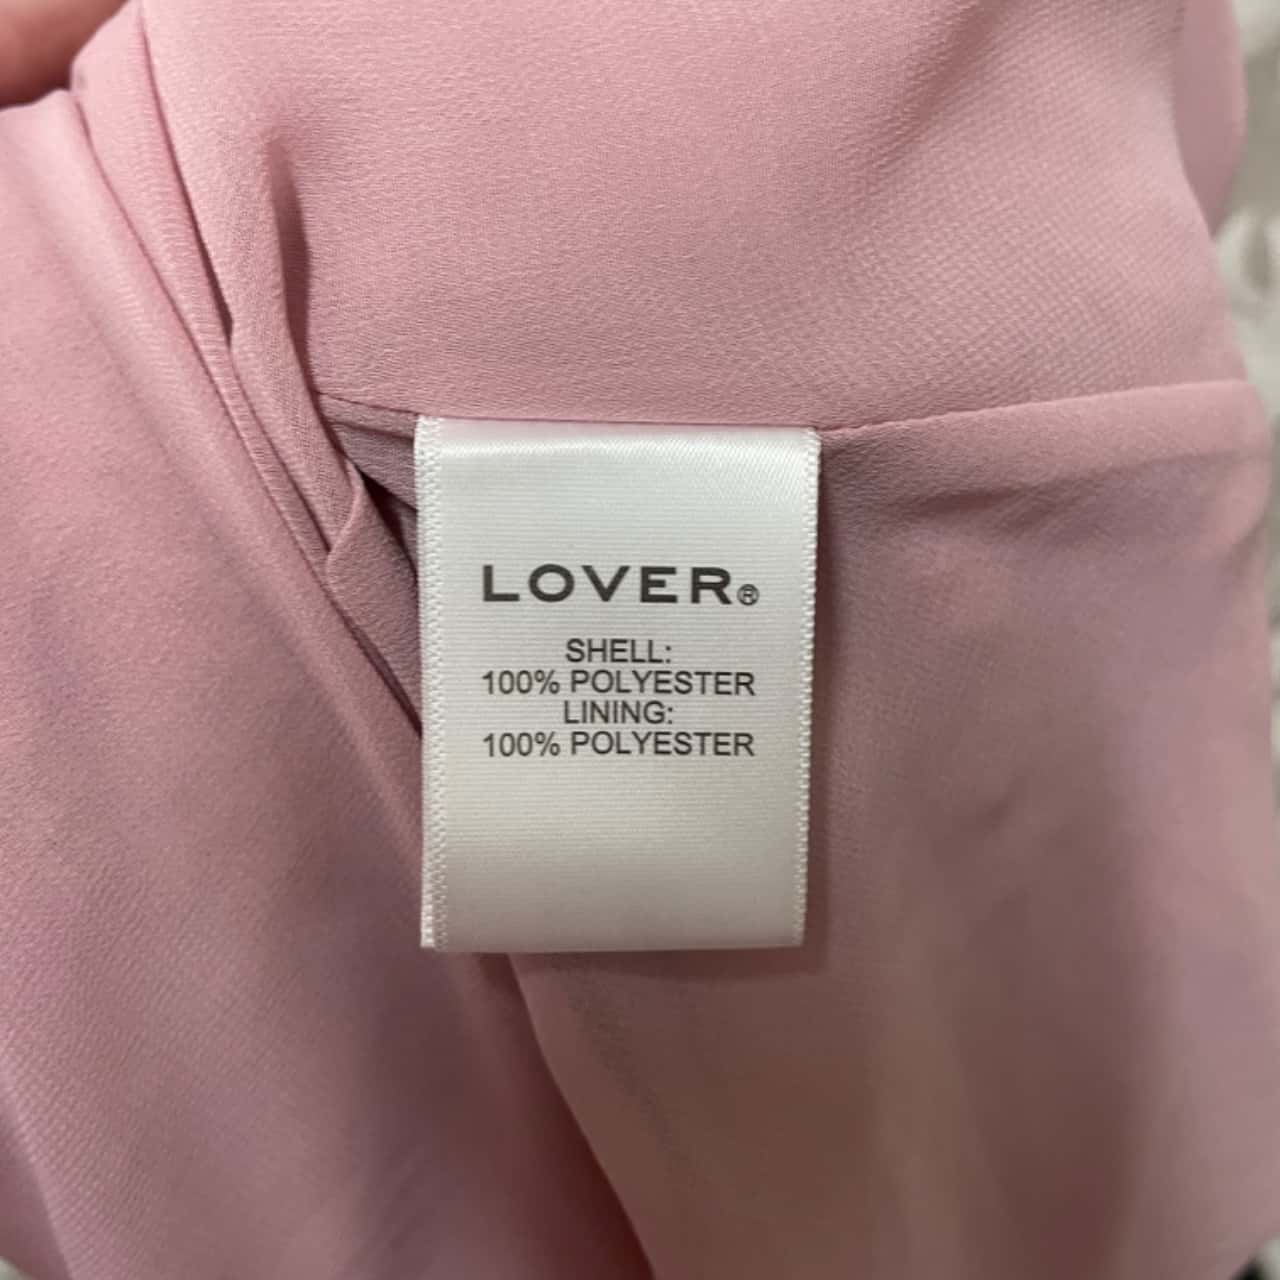 LOVER®
SHELL:
100% POLYESTER
LINING:
100% POLYESTER